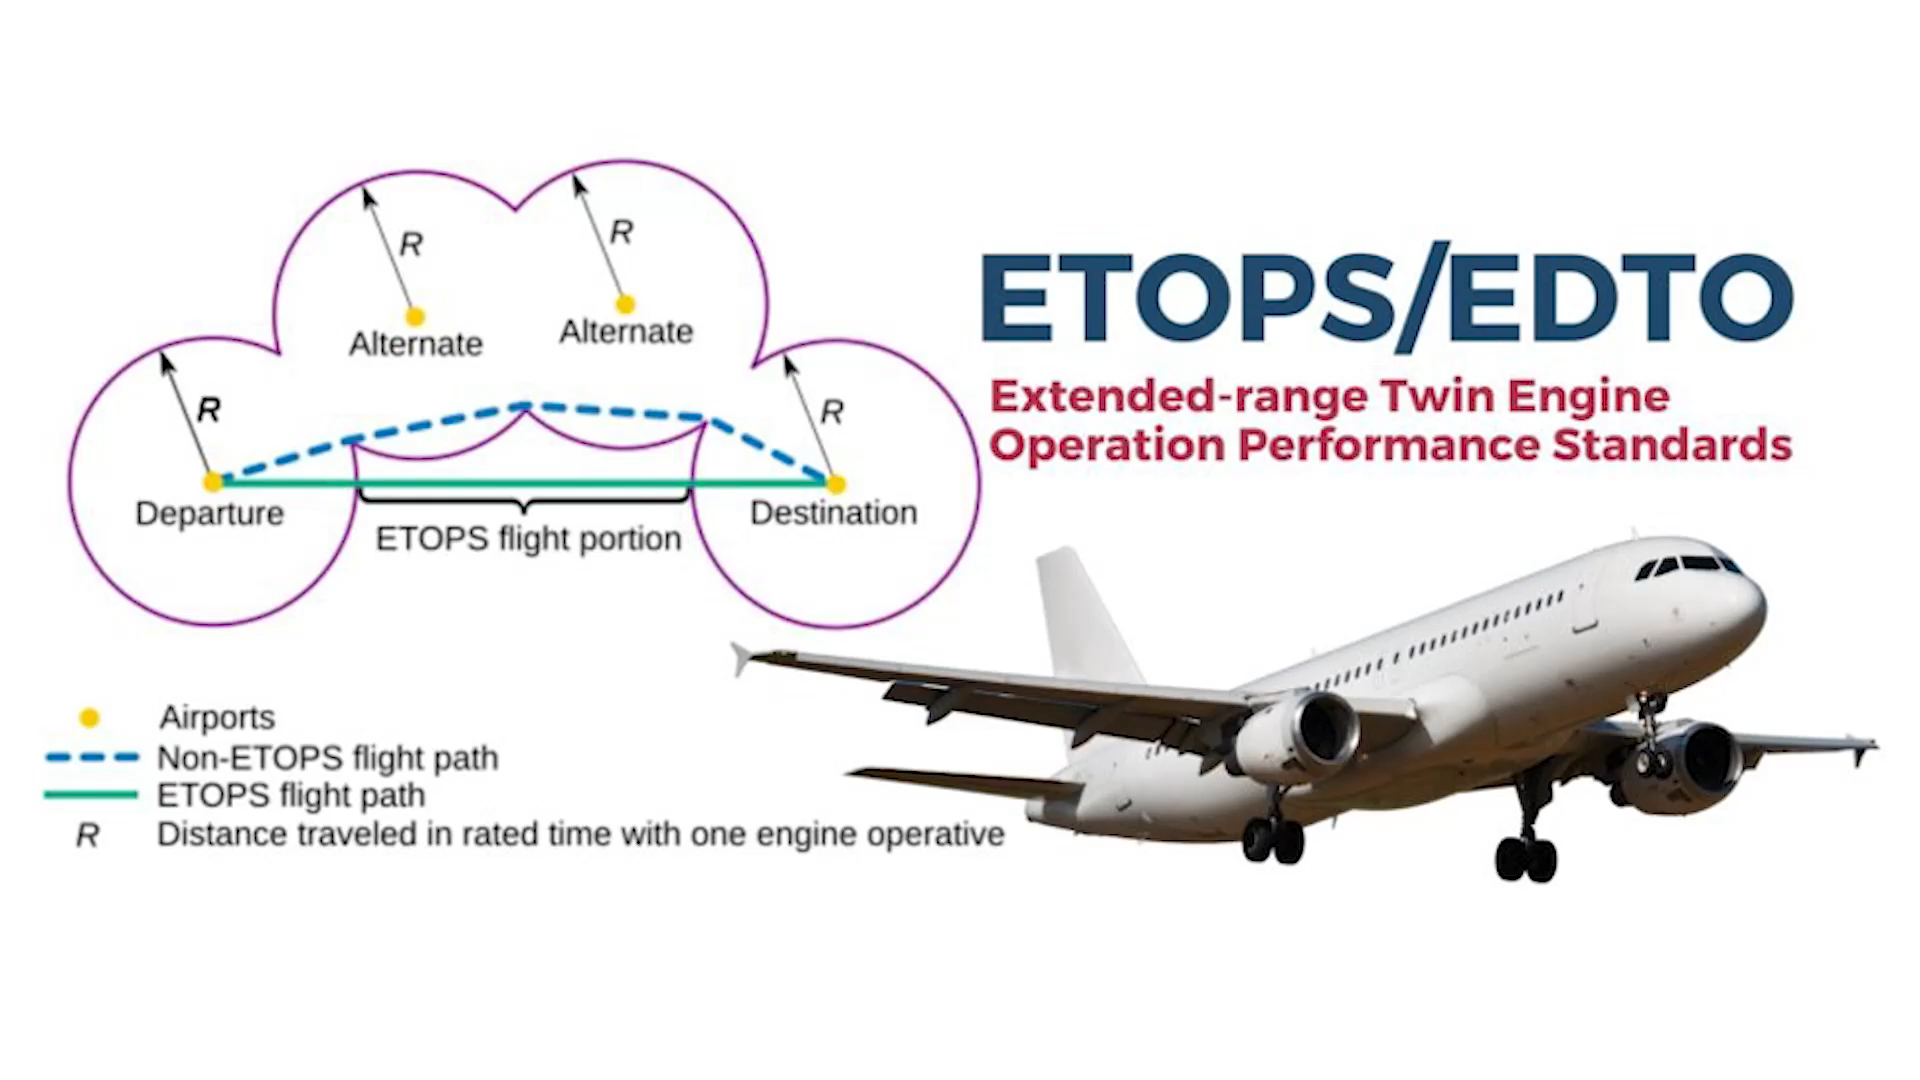 R
R
Alternate
Alternate
R
R
Departure
Destination
ETOPS flight portion
Airports
Non-ETOPS flight path
ETOPS flight path
R Distance traveled in rated time with one engine operative
ETOPS/EDTO
Extended-range Twin Engine
Operation Performance Standards